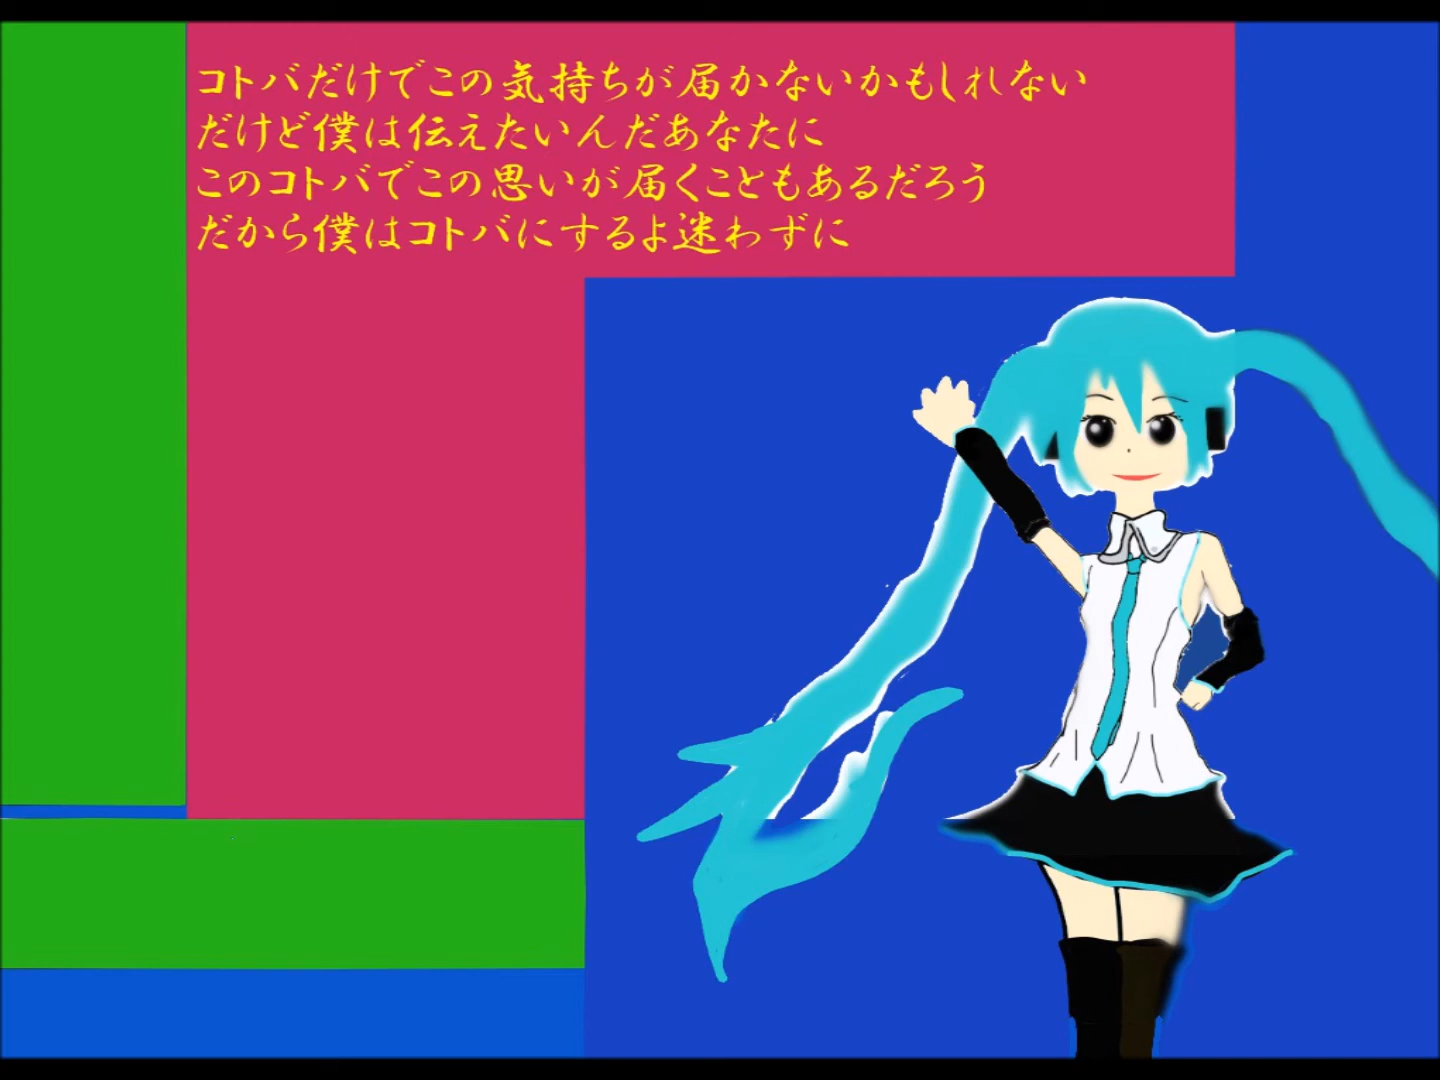 コトバだけでこの気持ちが届かないかもしれない
だけど僕は伝えたいんだあなたに
このコトバでこの思いが届くこともあるだろう
だから僕はコトバにするよ迷わずに